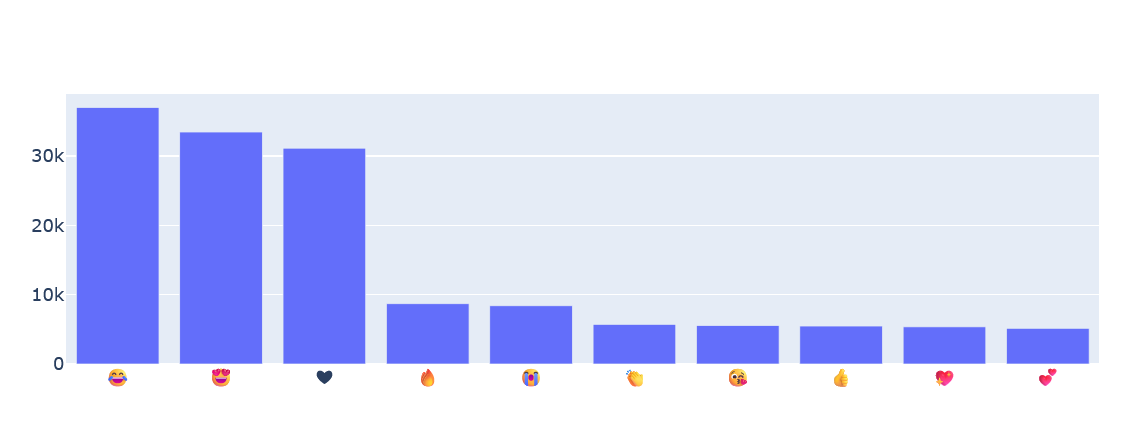 30k
20k
10k
0
😂 😍 ♥ 🔥 😭 👏 😘 👍 💖 💕